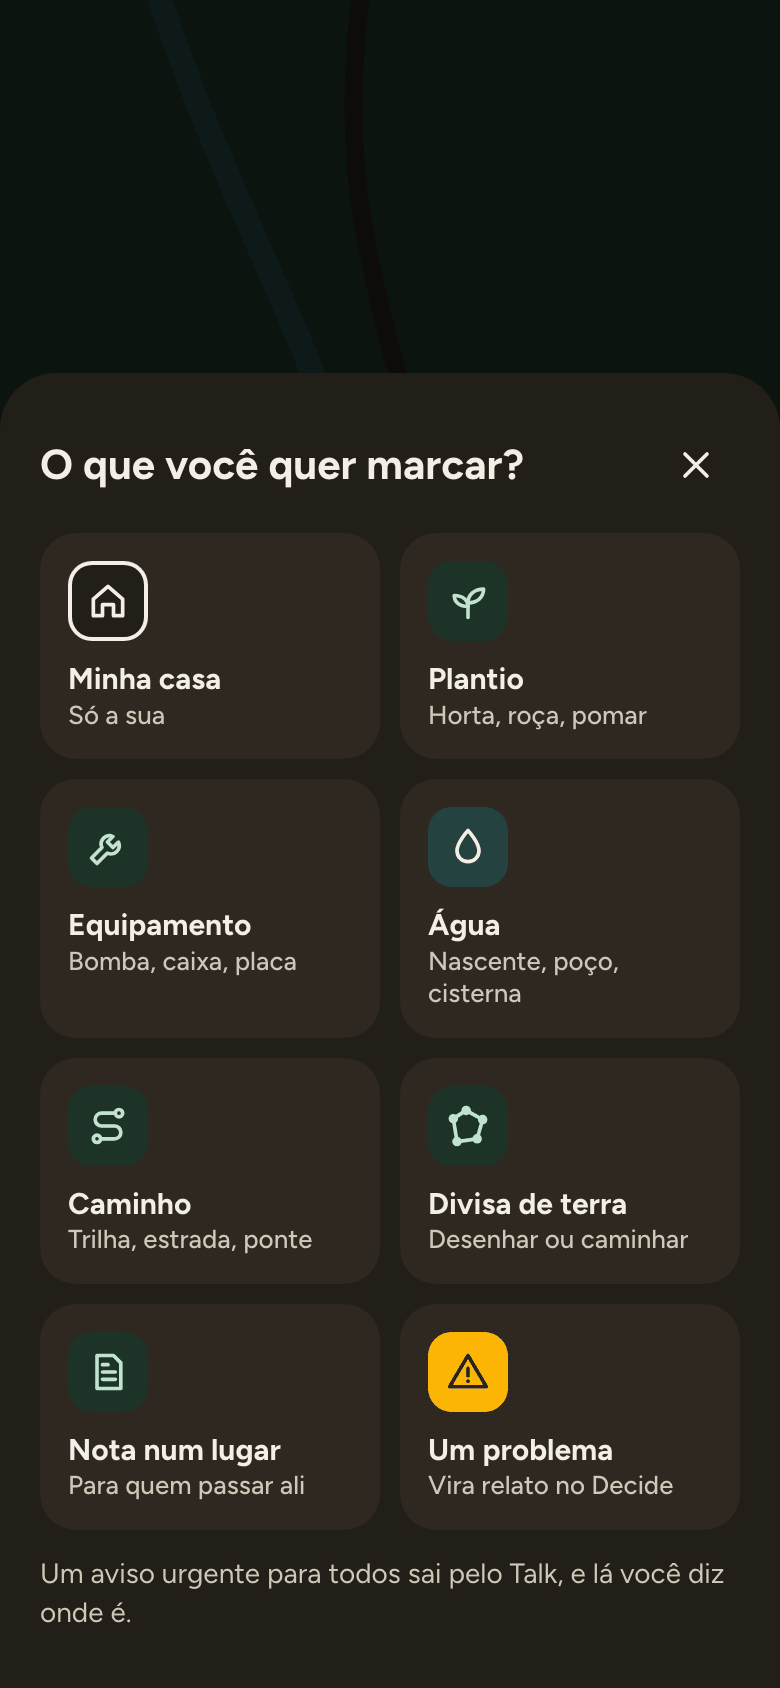 O que você quer marcar?
Minha casa
Só a sua
Plantio
Horta, roça, pomar
Equipamento
Bomba, caixa, placa
Água
Nascente, poço,
cisterna
Caminho
Trilha, estrada, ponte
Divisa de terra
Desenhar ou caminhar
Nota num lugar
Para quem passar ali
Um problema
Vira relato no Decide
Um aviso urgente para todos sai pelo Talk, e lá você diz
onde é.